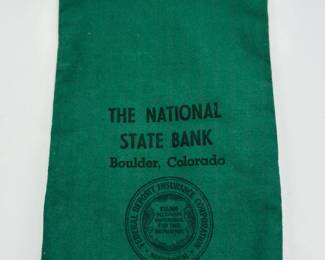 THE NATIONAL
STATE BANK
Boulder, Colorado
FEDERAL DEPOSIT INSURANCE CORPORATION